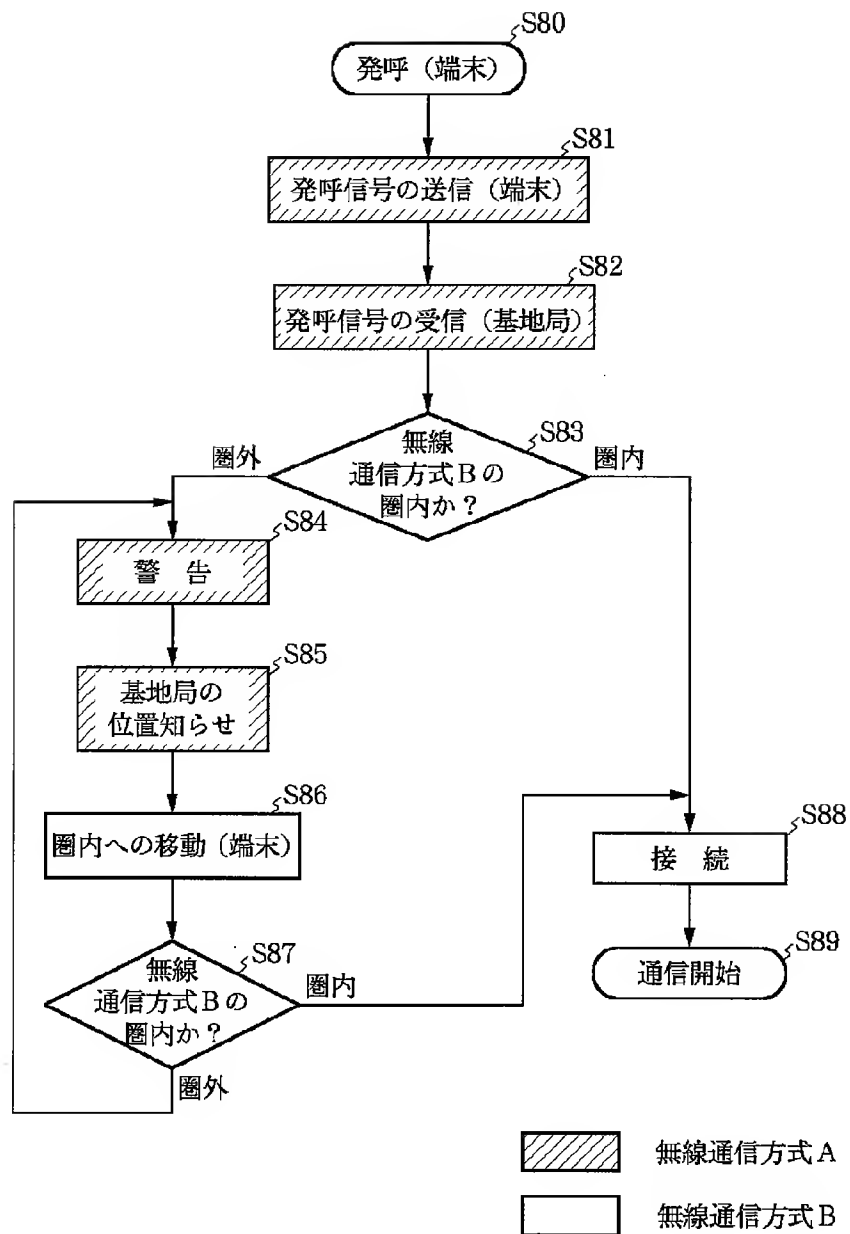 S80
発呼（端末）
S81
発呼信号の送信（端末）
S82
発呼信号の受信（基地局）
S83
無線
通信方式Bの
圏内か？
圏外
圏内
S84
警　告
S85
基地局の
位置知らせ
S86
圏内への移動（端末）
S87
無線
通信方式Bの
圏内か？
圏内
圏外
S88
接　続
S89
通信開始
無線通信方式A
無線通信方式B